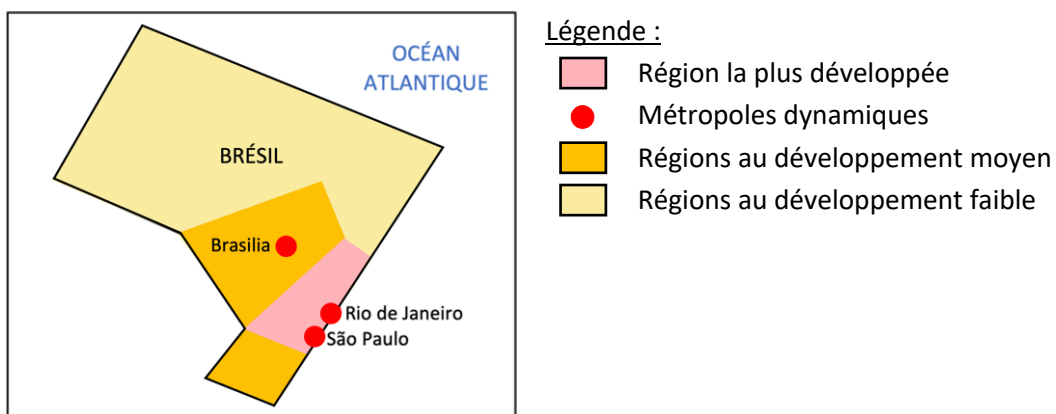 OCÉAN
ATLANTIQUE
BRÉSIL
Brasilia
Rio de Janeiro
São Paulo
Légende :
Région la plus développée
Métropoles dynamiques
Régions au développement moyen
Régions au développement faible